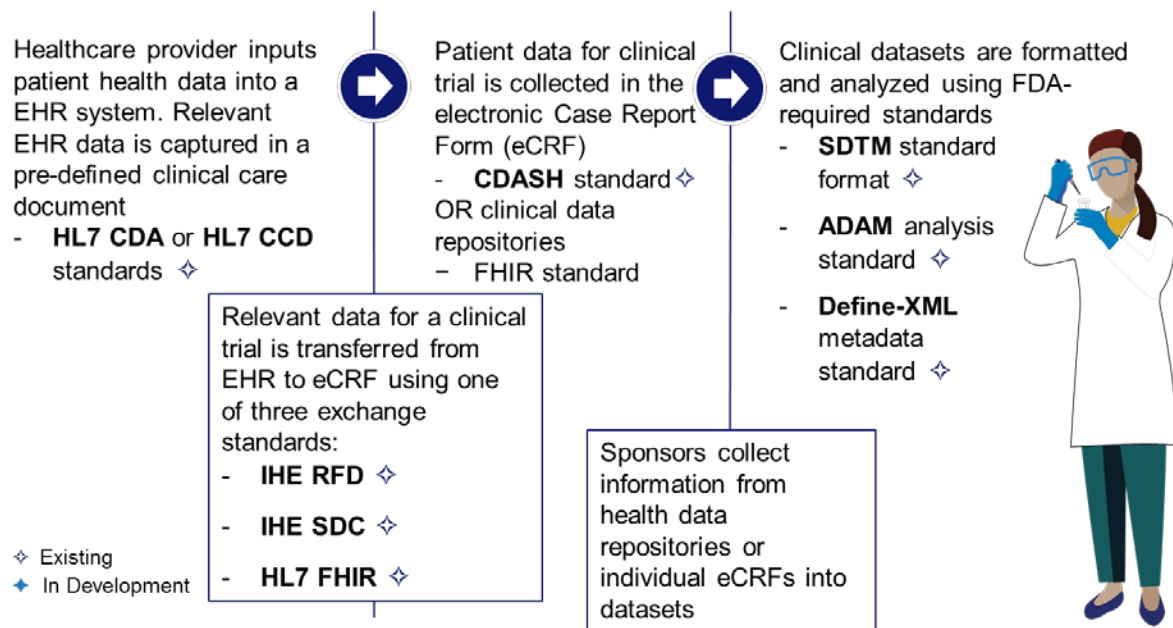 Healthcare provider inputs
patient health data into a
EHR system. Relevant
EHR data is captured in a
pre-defined clinical care
document
- HL7 CDA or HL7 CCD
standards ✧
Relevant data for a clinical
trial is transferred from
EHR to eCRF using one
of three exchange
standards:
- IHE RFD ✧
- IHE SDC ✧
- HL7 FHIR ✧
Patient data for clinical
trial is collected in the
electronic Case Report
Form (eCRF)
- CDASH standard ✧
OR clinical data
repositories
− FHIR standard
Sponsors collect
information from
health data
repositories or
individual eCRFs into
datasets
Clinical datasets are formatted
and analyzed using FDA-
required standards
- SDTM standard
format ✧
- ADAM analysis
standard ✧
- Define-XML
metadata
standard ✧
✧ Existing
✦ In Development